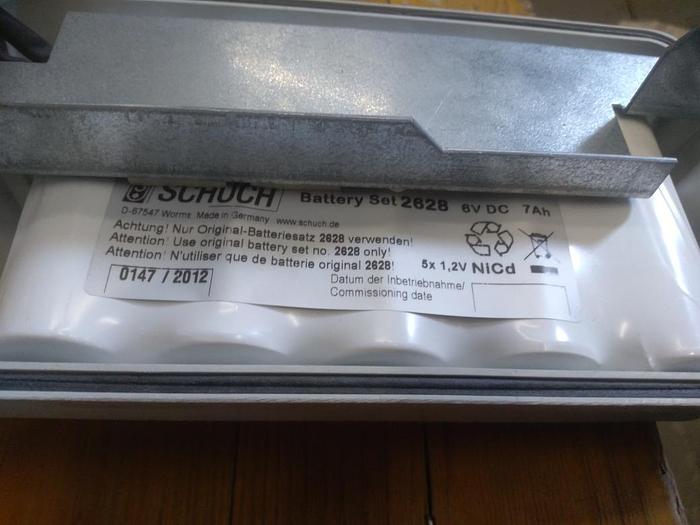 SCHUCH Battery Set 2628 6V DC 7Ah
D-67547 Worms Made in Germany www.schuch.de
Achtung! Nur Original-Batteriesatz 2628 verwenden!
Attention! Use original battery set no. 2628 only!
Attention! N'utiliser que de batterie original 2628!
5x 1,2V NiCd
0147 / 2012
Datum der Inbetriebnahme/
Commissioning date